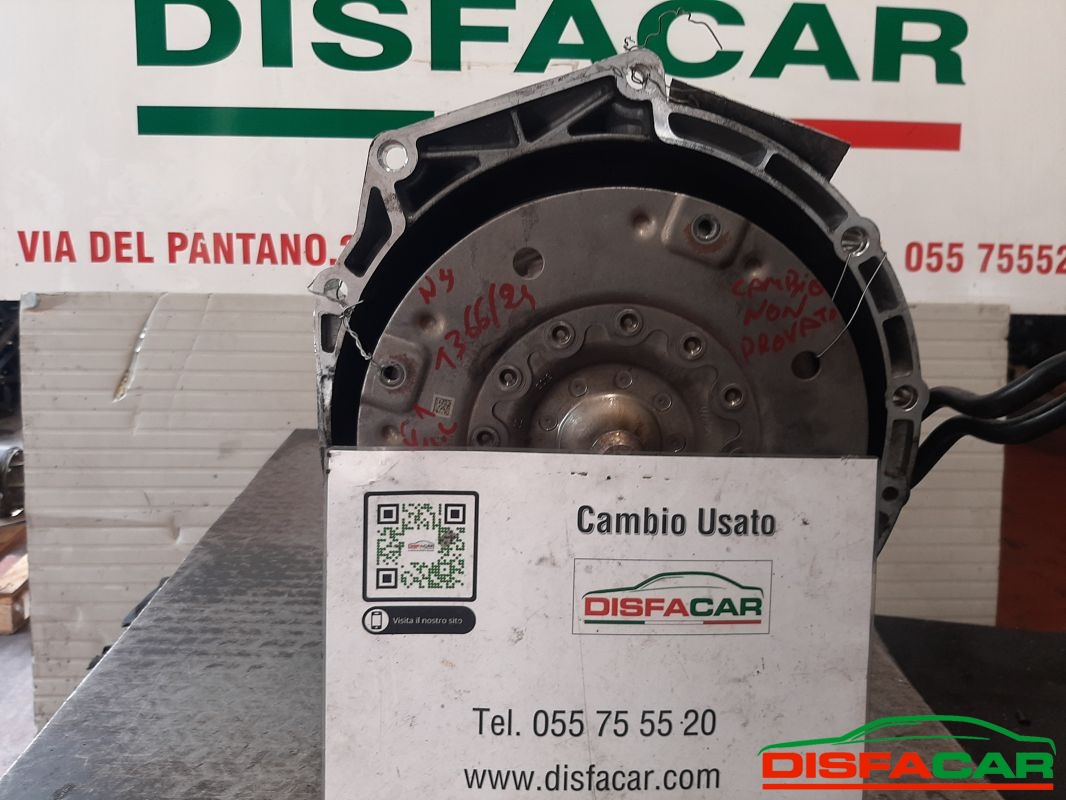 DISFACAR
VIA DEL PANTANO,
055 7555
N4
1366/24
CAMBIO
NON
PROVATO
Cambio Usato
DISFACAR
Visita il nostro sito
Tel. 055 75 55 20
www.disfacar.com
DISFACAR